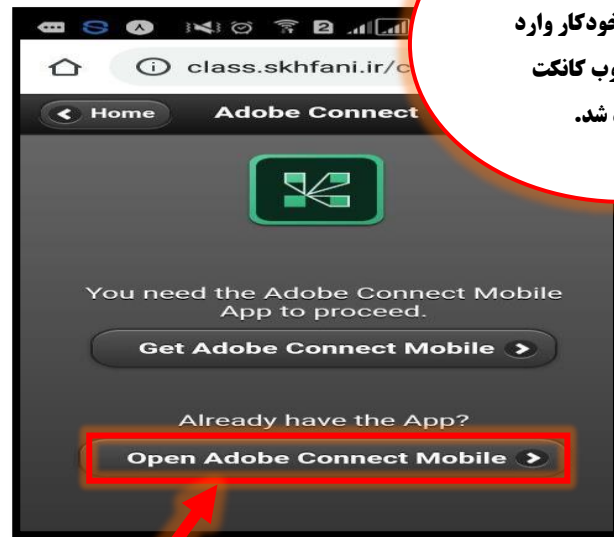 خودکار وارد
کانکت
شد.
2
class.skhfani.ir/c
Home
Adobe Connect
You need the Adobe Connect Mobile
App to proceed.
Get Adobe Connect Mobile
Already have the App?
Open Adobe Connect Mobile